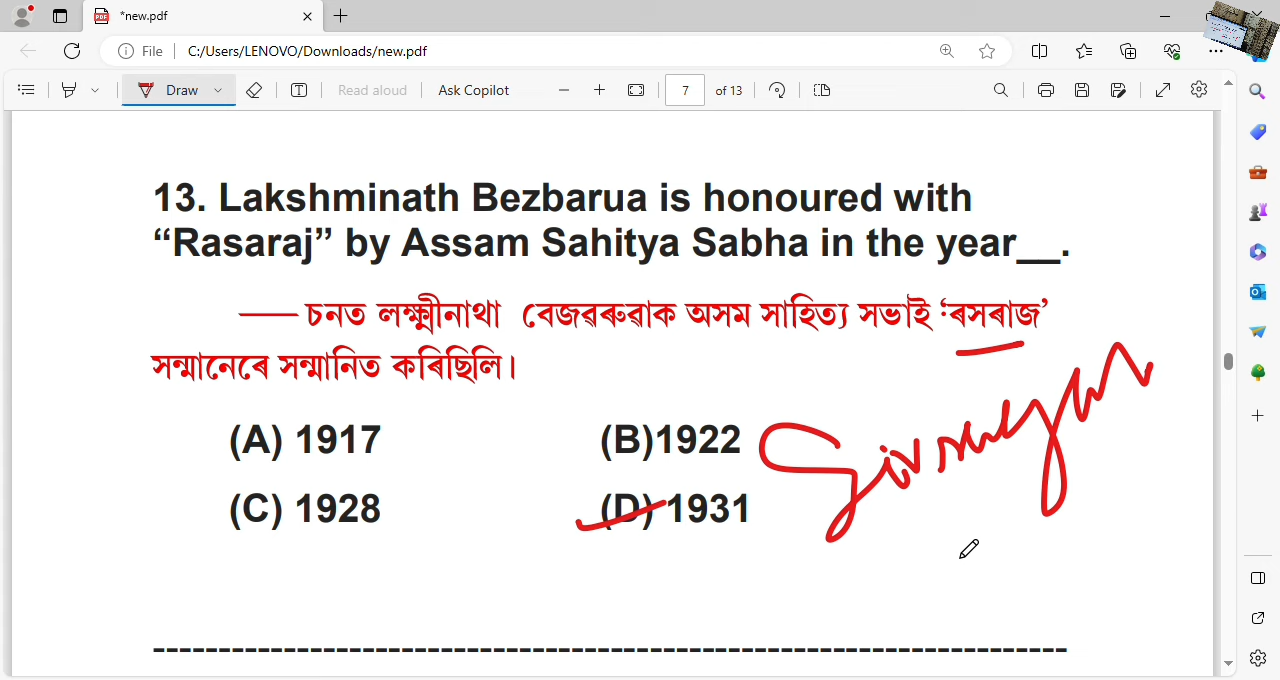 *new.pdf
File
C:/Users/LENOVO/Downloads/new.pdf
Draw
Read aloud
Ask Copilot
7 of 13
13. Lakshminath Bezbarua is honoured with
“Rasaraj” by Assam Sahitya Sabha in the year__.
—— চনত লক্ষ্মীনাথা বেজৱৰুৱাক অসম সাহিত্য সভাই ‘ৰসৰাজ’
সন্মানেৰে সন্মানিত কৰিছিলি।
(A) 1917 (B)1922
(C) 1928 (D) 1931